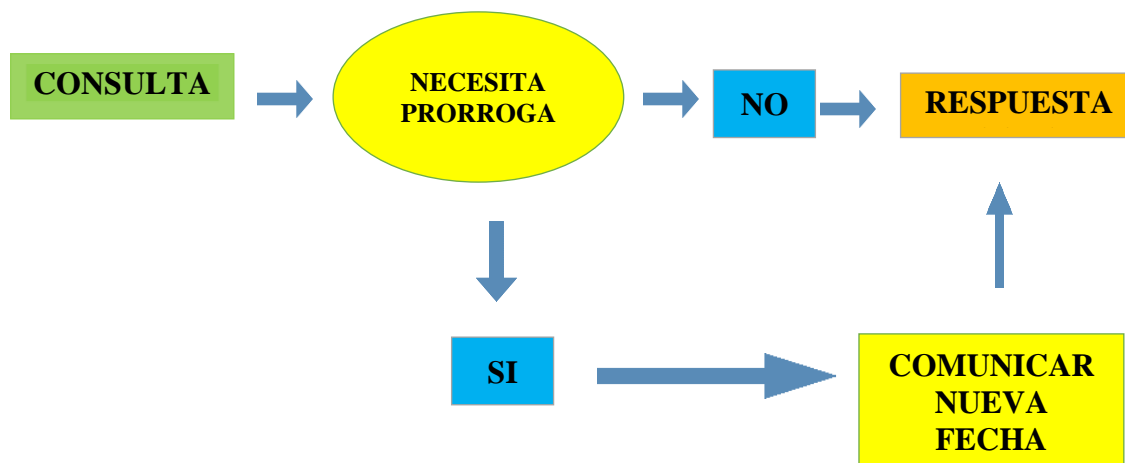 CONSULTA
NECESITA
PRORROGA
NO
RESPUESTA
SI
COMUNICAR
NUEVA
FECHA